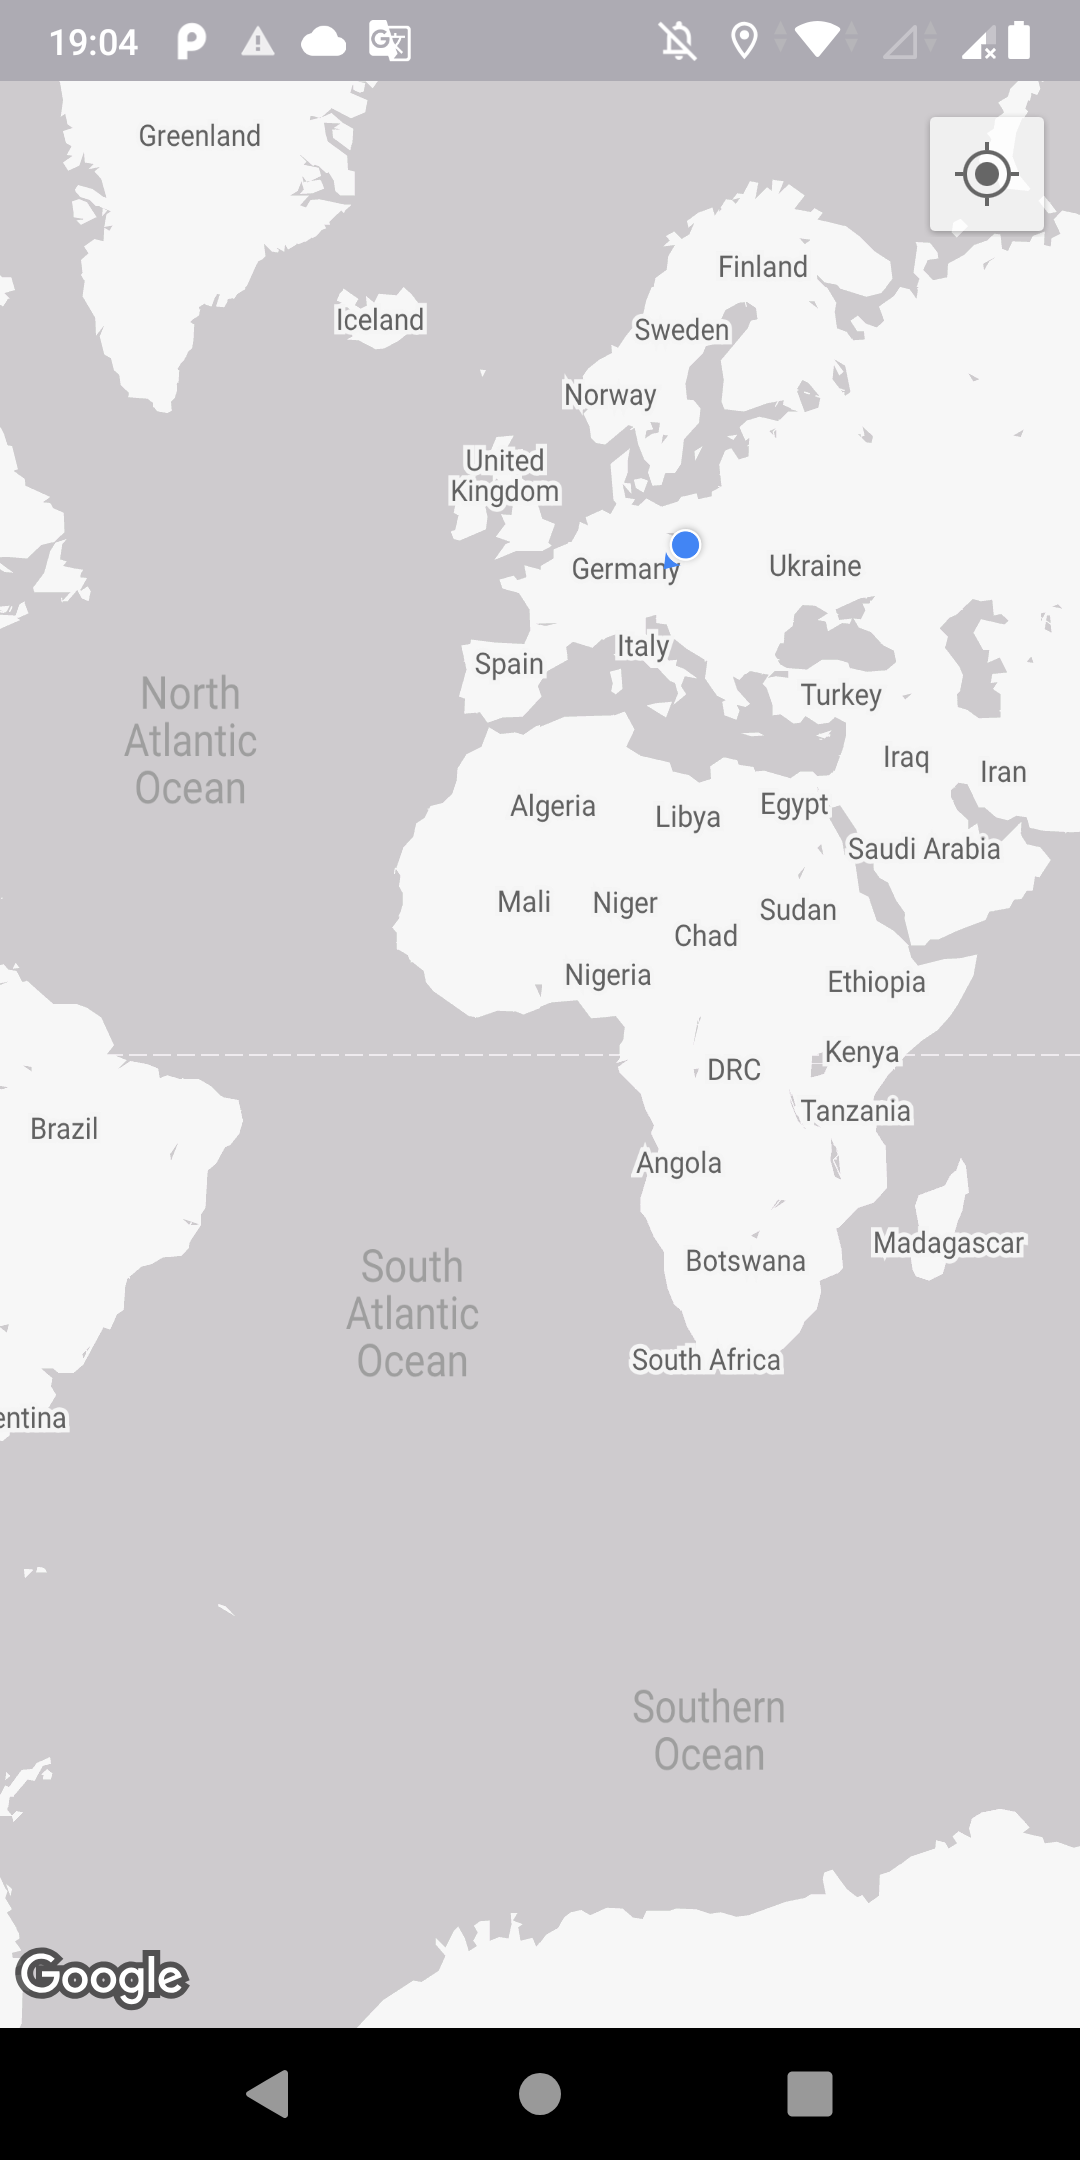 19:04
Greenland
Finland
Iceland
Sweden
Norway
United
Kingdom
Germany
Ukraine
Italy
Spain
North
Atlantic
Ocean
Turkey
Iraq
Iran
Algeria
Libya
Egypt
Saudi Arabia
Mali
Niger
Sudan
Chad
Nigeria
Ethiopia
Kenya
DRC
Tanzania
Brazil
Angola
Madagascar
Botswana
South
Atlantic
Ocean
South Africa
entina
Southern
Ocean
Google